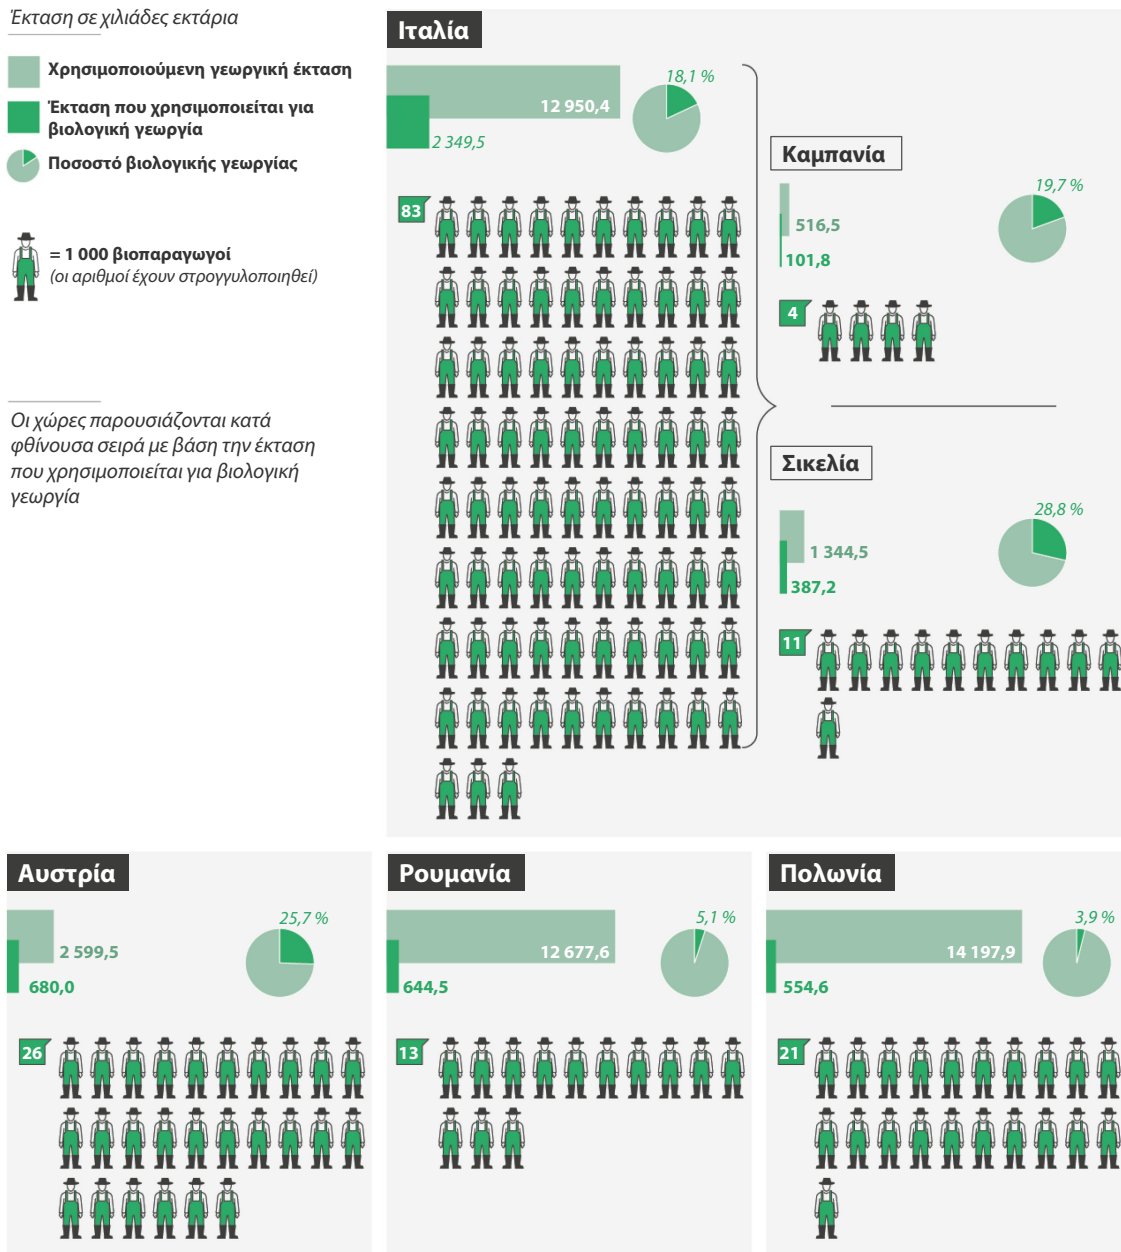 Έκταση σε χιλιάδες εκτάρια
Χρησιμοποιούμενη γεωργική έκταση
Έκταση που χρησιμοποιείται για
βιολογική γεωργία
Ποσοστό βιολογικής γεωργίας
= 1 000 βιοπαραγωγοί
(οι αριθμοί έχουν στρογγυλοποιηθεί)
Οι χώρες παρουσιάζονται κατά
φθίνουσα σειρά με βάση την έκταση
που χρησιμοποιείται για βιολογική
γεωργία
Ιταλία
12 950,4
2 349,5
18,1 %
83
Καμπανία
516,5
101,8
19,7 %
4
Σικελία
1 344,5
387,2
28,8 %
11
Αυστρία
2 599,5
680,0
25,7 %
26
Ρουμανία
12 677,6
644,5
5,1 %
13
Πολωνία
14 197,9
554,6
3,9 %
21